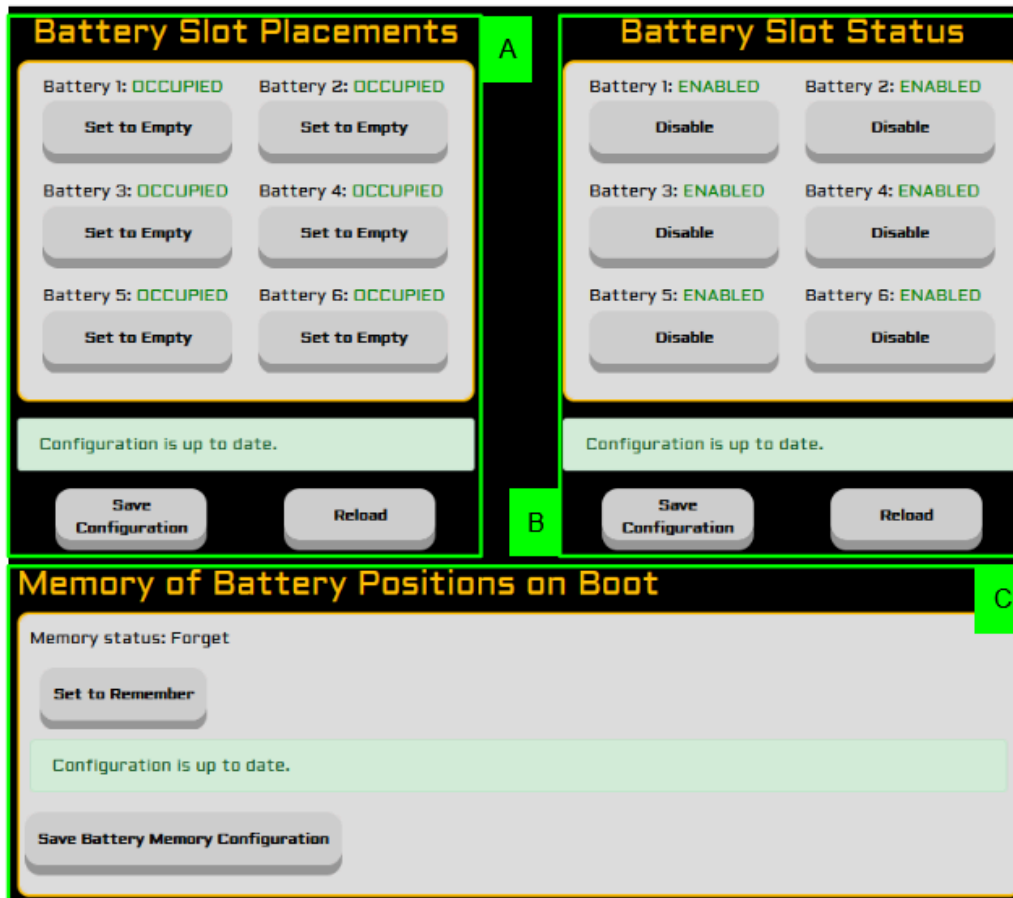 Battery Slot Placements
A
Battery 1: OCCUPIED Battery 2: OCCUPIED
Set to Empty Set to Empty
Battery 3: OCCUPIED Battery 4: OCCUPIED
Set to Empty Set to Empty
Battery 5: OCCUPIED Battery 6: OCCUPIED
Set to Empty Set to Empty
Configuration is up to date.
Save
Configuration
Reload
Battery Slot Status
B
Battery 1: ENABLED Battery 2: ENABLED
Disable Disable
Battery 3: ENABLED Battery 4: ENABLED
Disable Disable
Battery 5: ENABLED Battery 6: ENABLED
Disable Disable
Configuration is up to date.
Save
Configuration
Reload
Memory of Battery Positions on Boot
C
Memory status: Forget
Set to Remember
Configuration is up to date.
Save Battery Memory Configuration